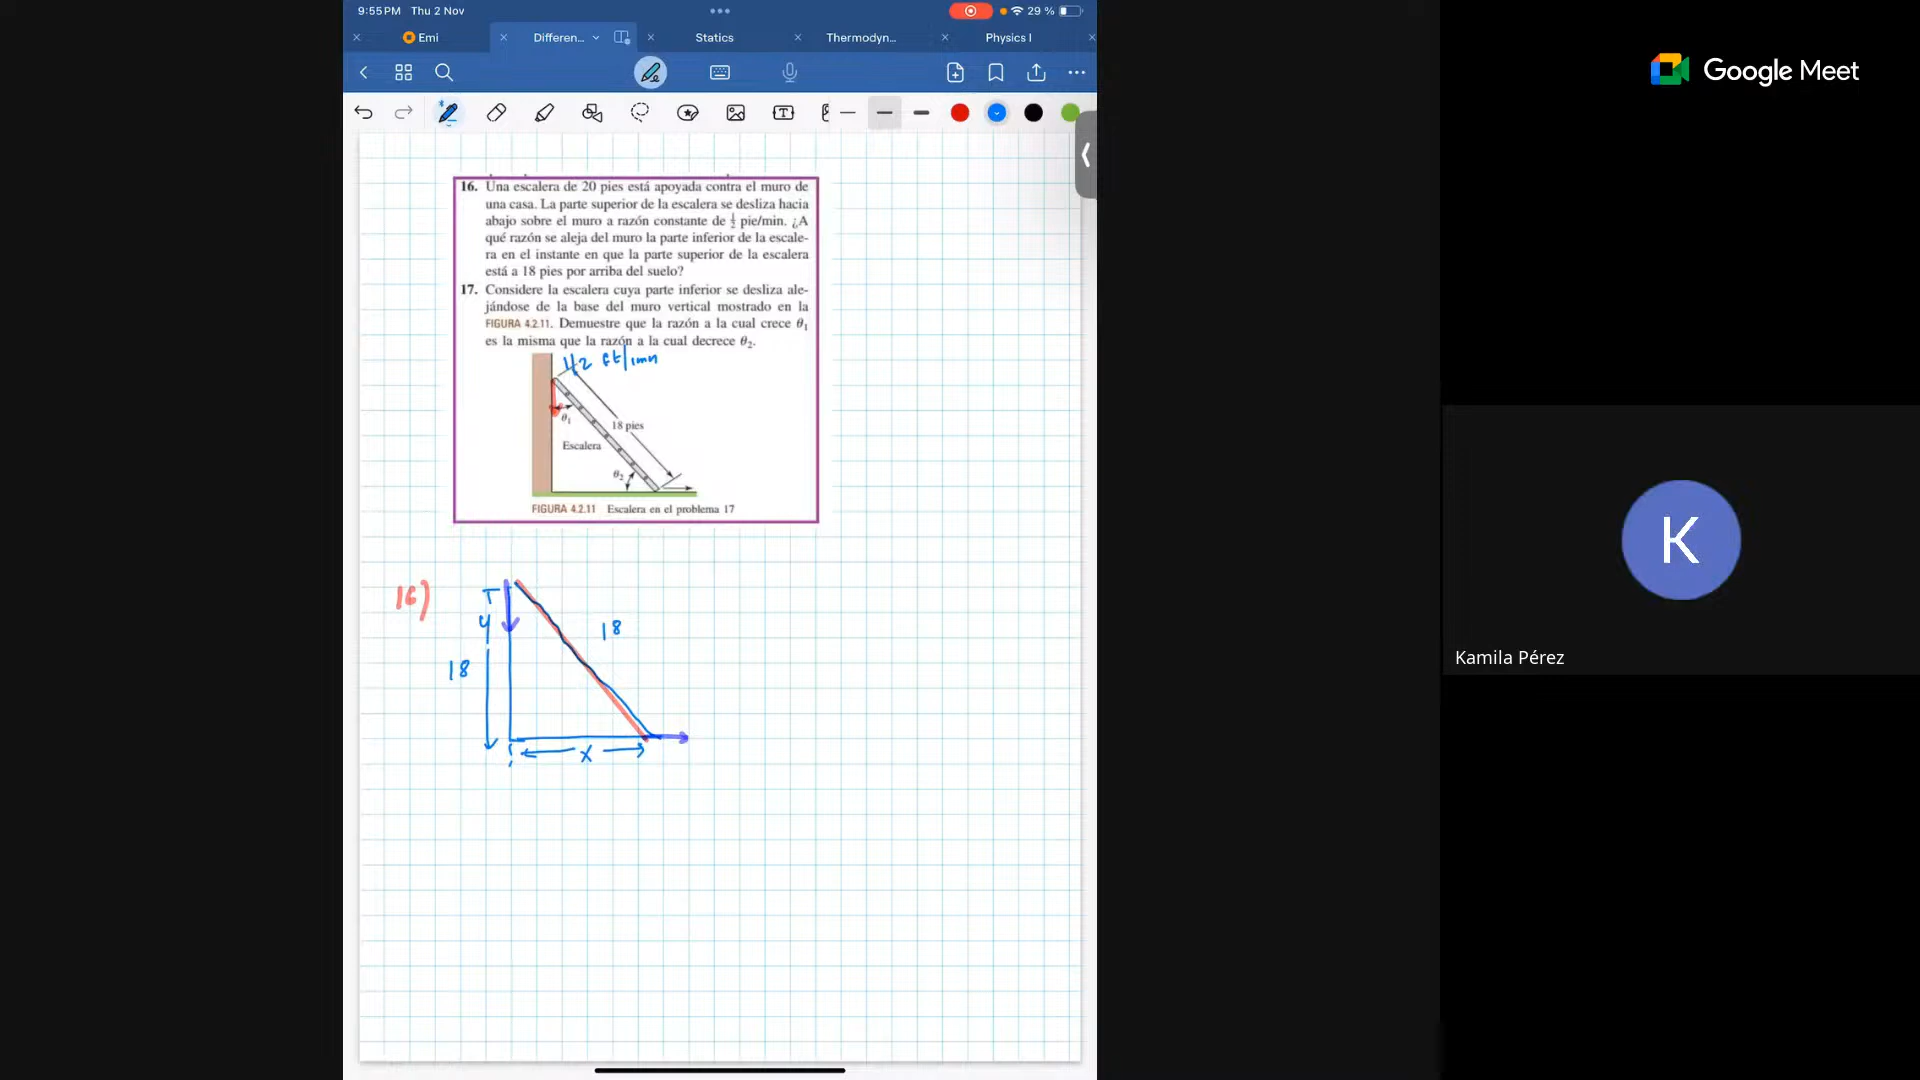 9:55 PM Thu 2 Nov
29 %
Emi
Differen...
Statics
Thermodyn...
Physics I
16. Una escalera de 20 pies está apoyada contra el muro de
una casa. La parte superior de la escalera se desliza hacia
abajo sobre el muro a razón constante de 1/2 pie/min. ¿A
qué razón se aleja del muro la parte inferior de la escale-
ra en el instante en que la parte superior de la escalera
está a 18 pies por arriba del suelo?
17. Considere la escalera cuya parte inferior se desliza ale-
jándose de la base del muro vertical mostrado en la
FIGURA 4.2.11. Demuestre que la razón a la cual crece θ1
es la misma que la razón a la cual decrece θ2.
1/2 ft/min
θ1
18 pies
Escalera
θ2
FIGURA 4.2.11 Escalera en el problema 17
16)
y
18
18
x
Google Meet
K
Kamila Pérez